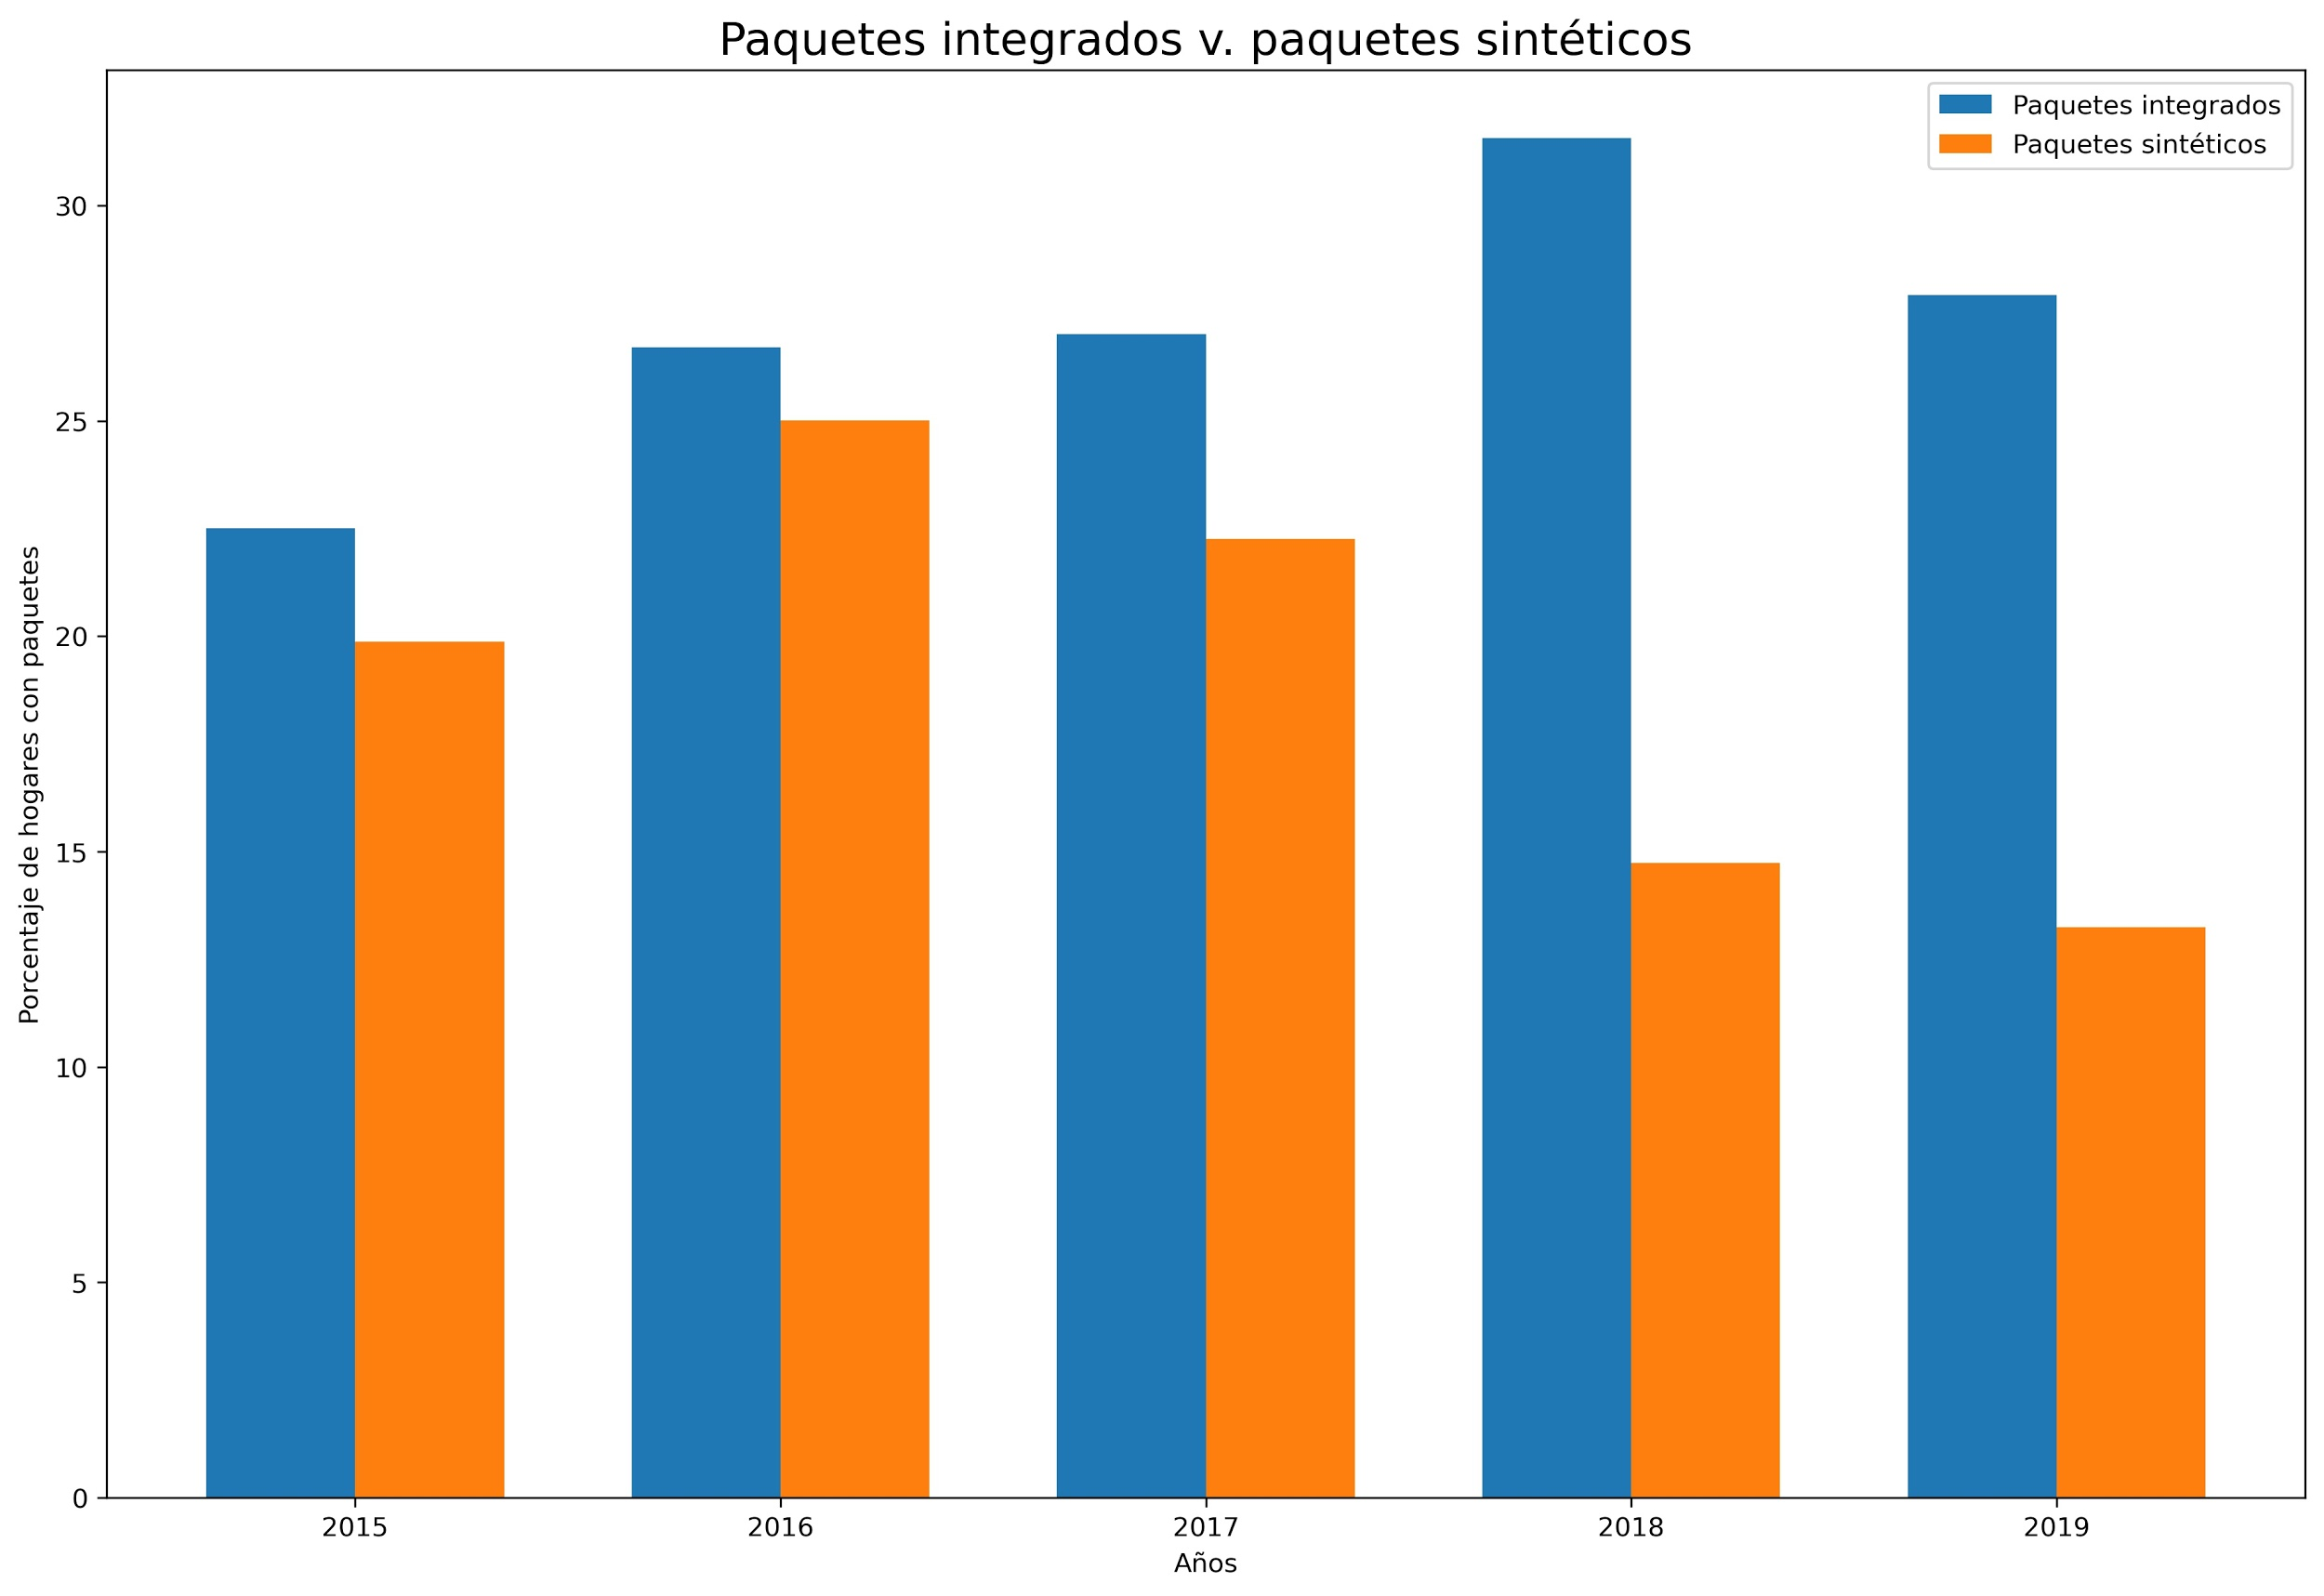 Paquetes integrados v. paquetes sintéticos
Paquetes integrados
Paquetes sintéticos
Porcentaje de hogares con paquetes
30
25
20
15
10
5
0
2015 2016 2017 2018 2019
Años